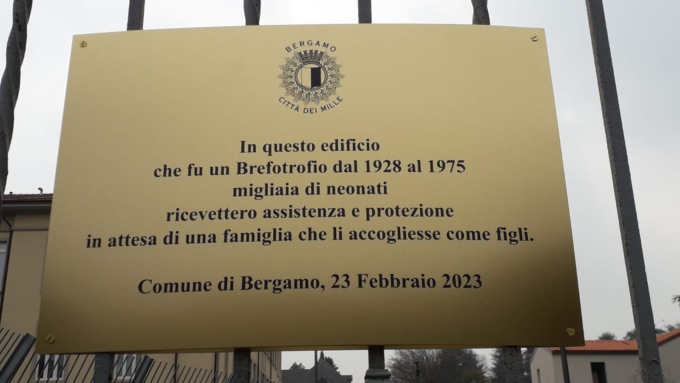 BERGAMO
CITTÀ DEI MILLE
In questo edificio
che fu un Brefotrofio dal 1928 al 1975
migliaia di neonati
ricevettero assistenza e protezione
in attesa di una famiglia che li accogliesse come figli.
Comune di Bergamo, 23 Febbraio 2023